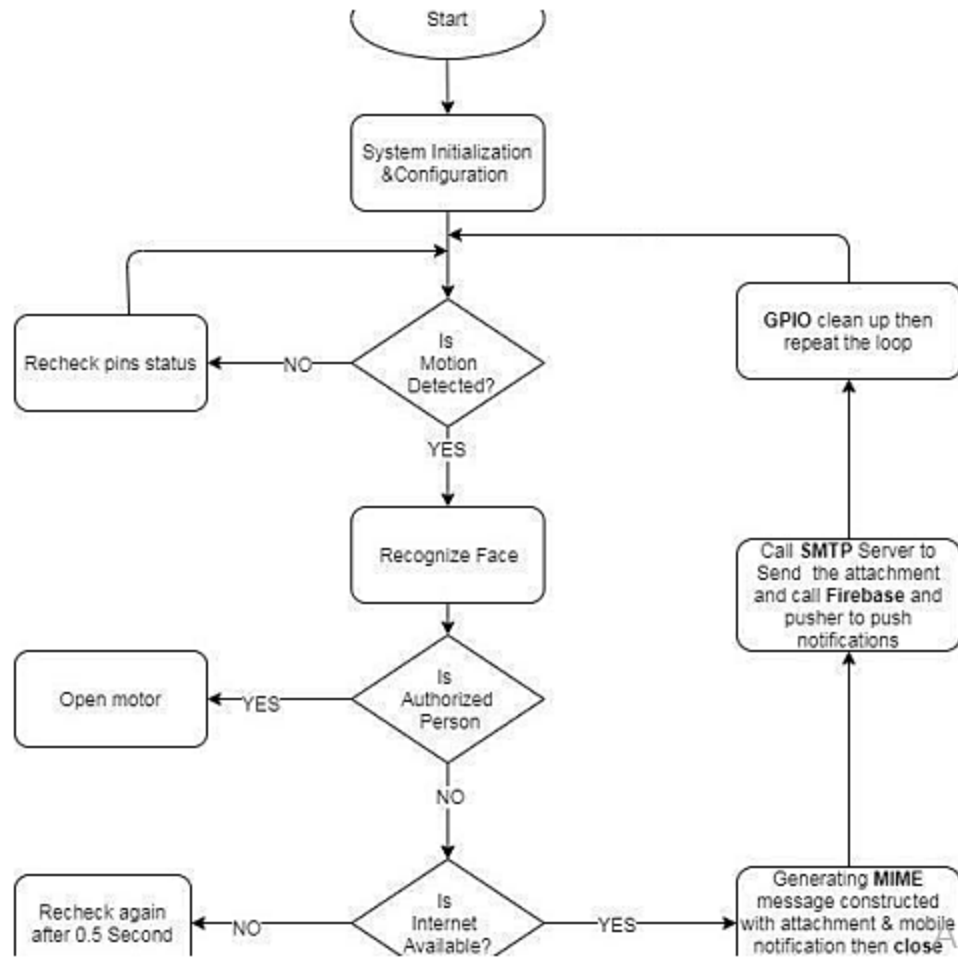 Start
System Initialization
&Configuration
Is
Motion
Detected?
NO
Recheck pins status
YES
GPIO clean up then
repeat the loop
Recognize Face
Call SMTP Server to
Send the attachment
and call Firebase and
pusher to push
notifications
Is
Authorized
Person
YES
Open motor
NO
Is
Internet
Available?
NO
Recheck again
after 0.5 Second
YES
Generating MIME
message constructed
with attachment & mobile
notification then close
A